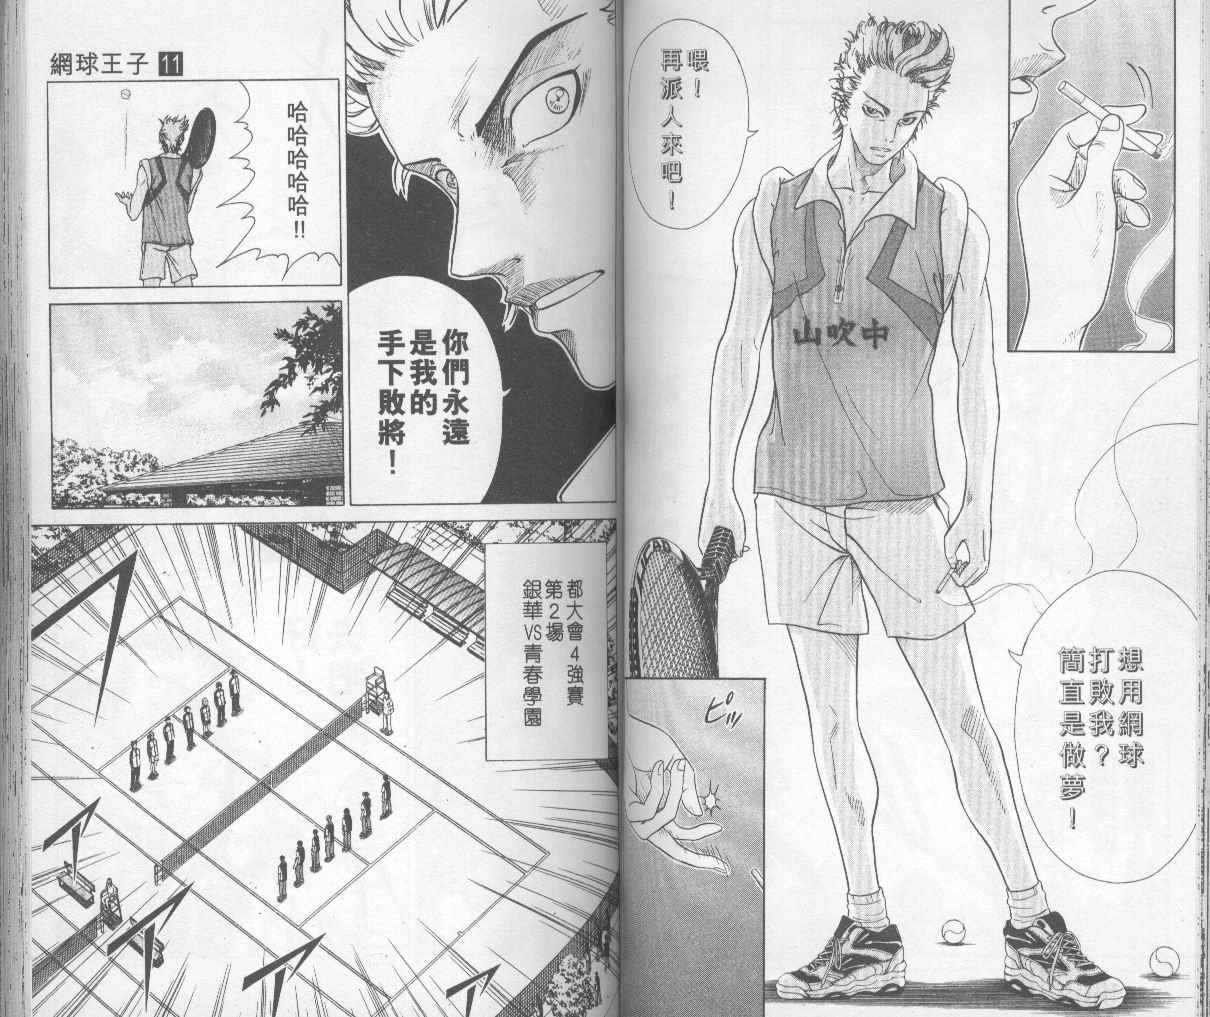 喂！
再派人來吧！
山吹中
想用網球
打敗我？
簡直是做夢！
ピッ
網球王子 11
你們永遠
是我的
手下敗將！
哈哈哈哈哈!!
都大會4強賽
第2場
銀華VS青春學園